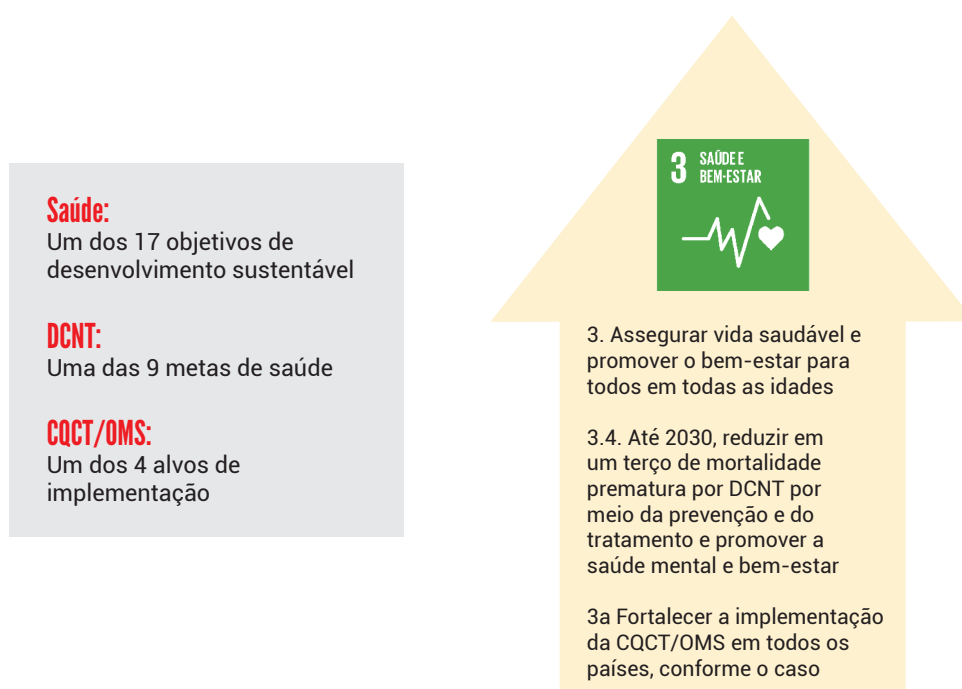 Saúde:
Um dos 17 objetivos de
desenvolvimento sustentável
DCNT:
Uma das 9 metas de saúde
CQCT/OMS:
Um dos 4 alvos de
implementação
3 SAÚDE E
BEM-ESTAR
3. Assegurar vida saudável e
promover o bem-estar para
todos em todas as idades
3.4. Até 2030, reduzir em
um terço de mortalidade
prematura por DCNT por
meio da prevenção e do
tratamento e promover a
saúde mental e bem-estar
3a Fortalecer a implementação
da CQCT/OMS em todos os
países, conforme o caso